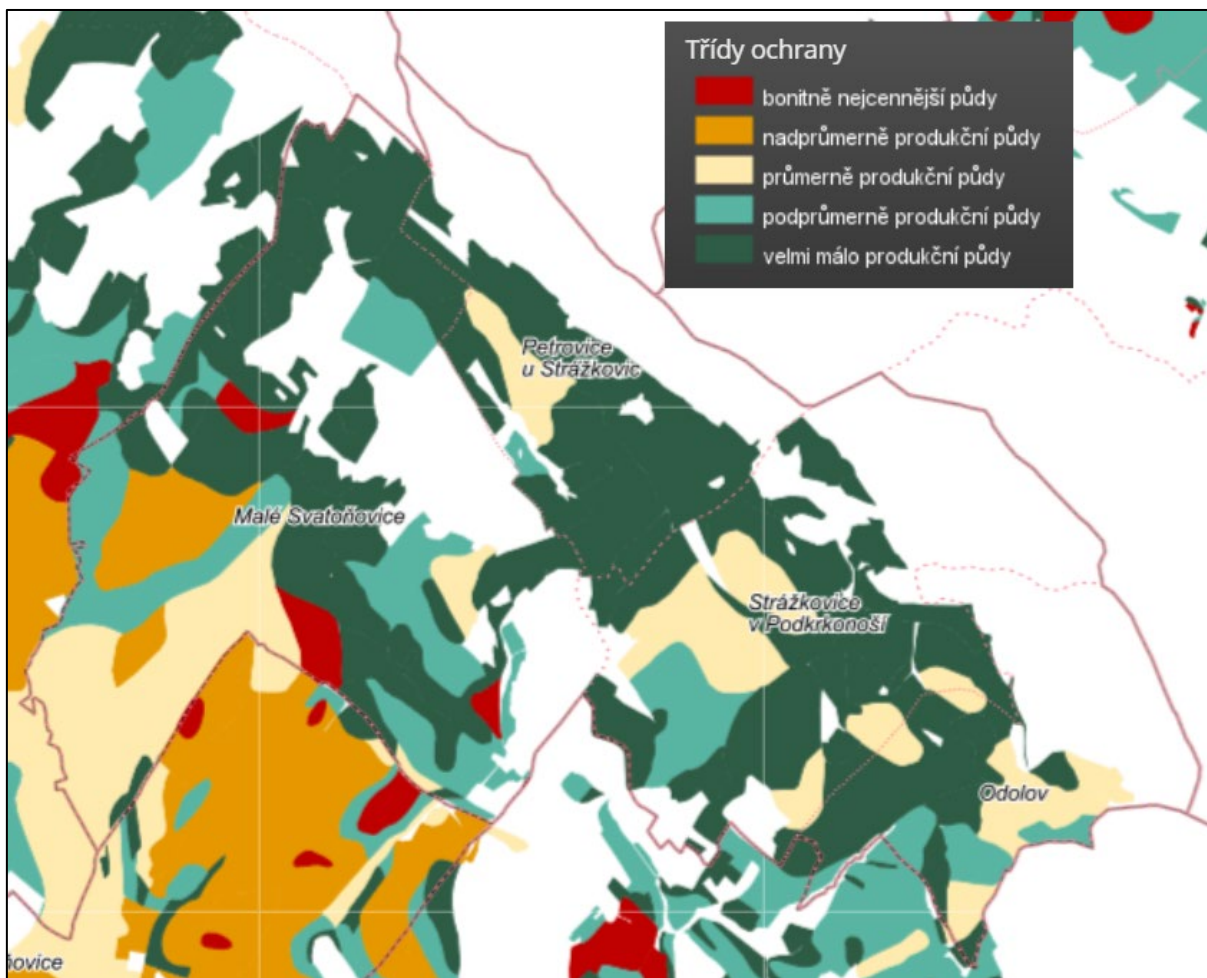 Třídy ochrany
bonitně nejcennější půdy
nadprůmerně produkční půdy
průmerně produkční půdy
podprůmerně produkční půdy
velmi málo produkční půdy
Petrovice
u Strážkovic
Malé Svatoňovice
Strážkovice
v Podkrkonoší
Odolov
ňovice